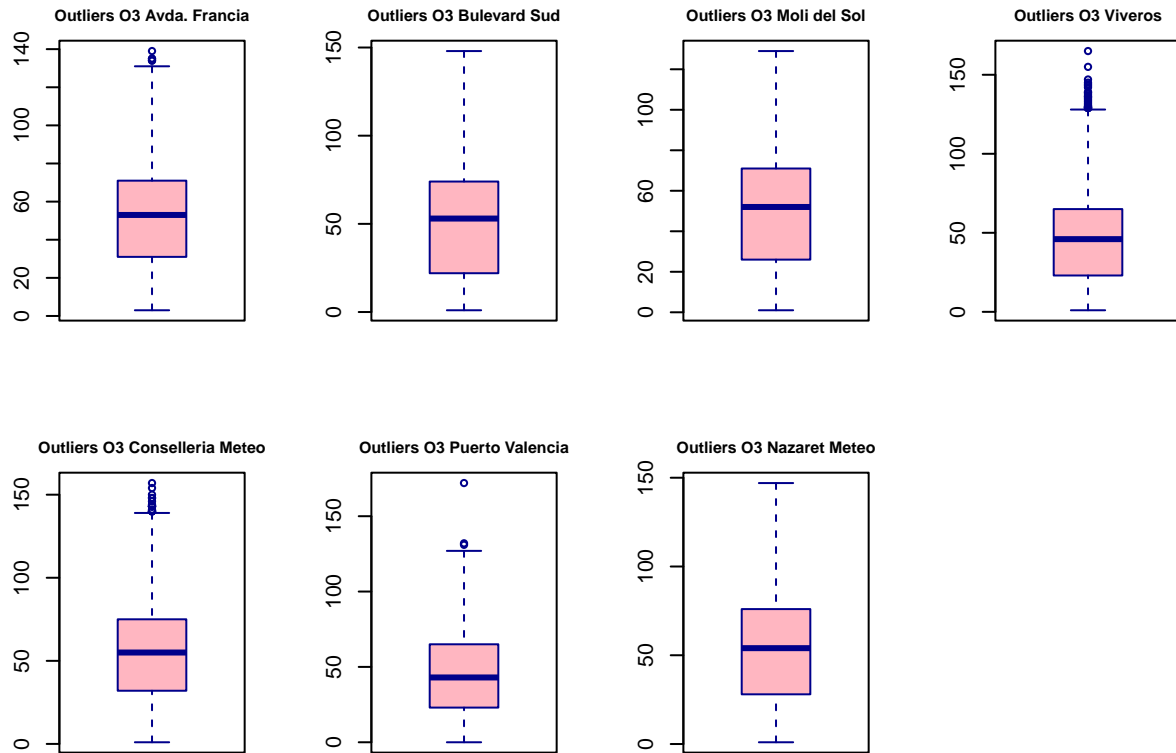 Outliers O3 Avda. Francia
Outliers O3 Bulevard Sud
Outliers O3 Moli del Sol
Outliers O3 Viveros
0 20 60 100 140
0 50 100 150
0 20 60 100
0 50 100 150
Outliers O3 Conselleria Meteo
Outliers O3 Puerto Valencia
Outliers O3 Nazaret Meteo
0 50 100 150
0 50 100 150
0 50 100 150